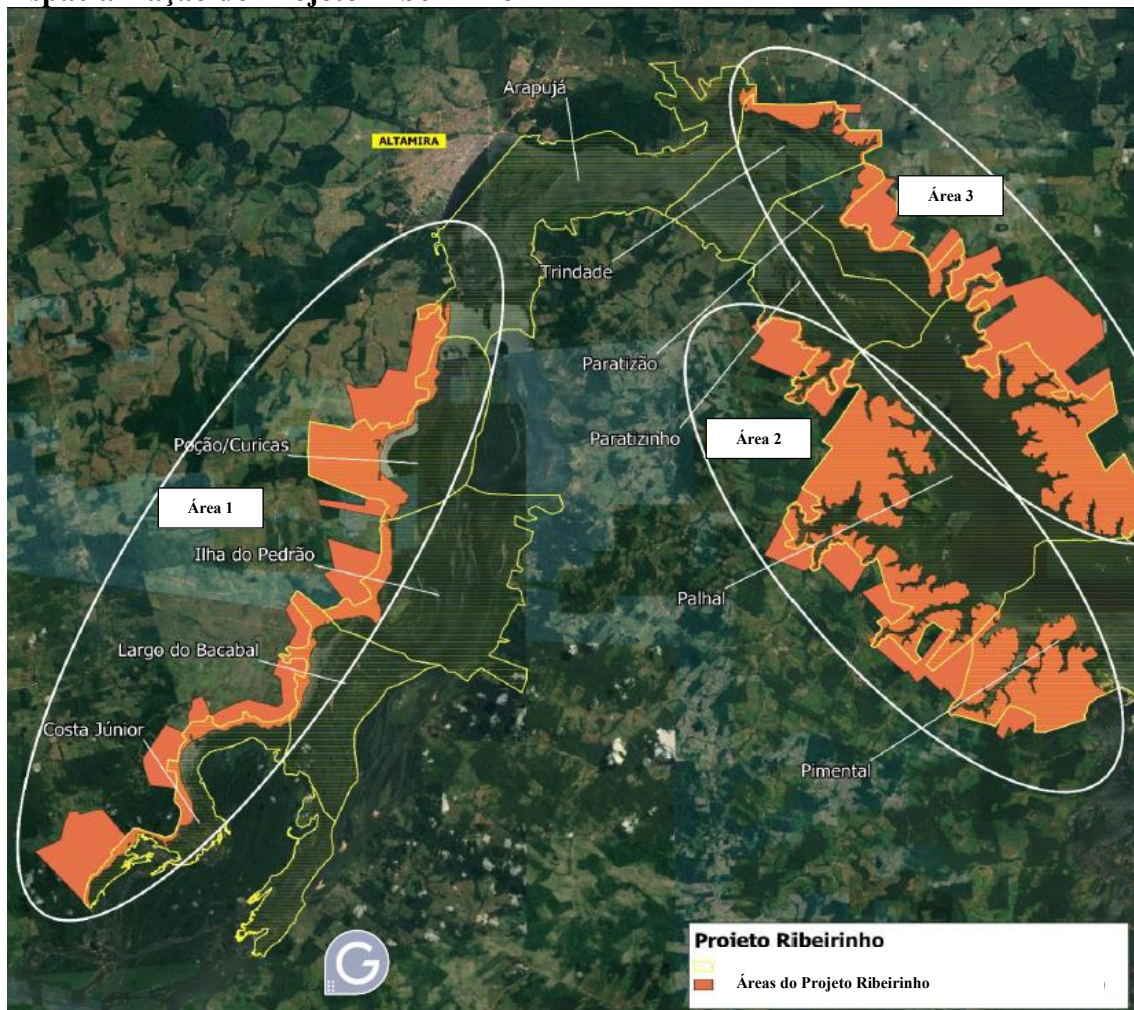 Arapujá
ALTAMIRA
Área 3
Trindade
Paratizão
Paratizinho
Área 2
Poção/Curicas
Área 1
Ilha do Pedrão
Palhal
Largo do Bacabal
Costa Júnior
Pimental
G
Projeto Ribeirinho
Áreas do Projeto Ribeirinho